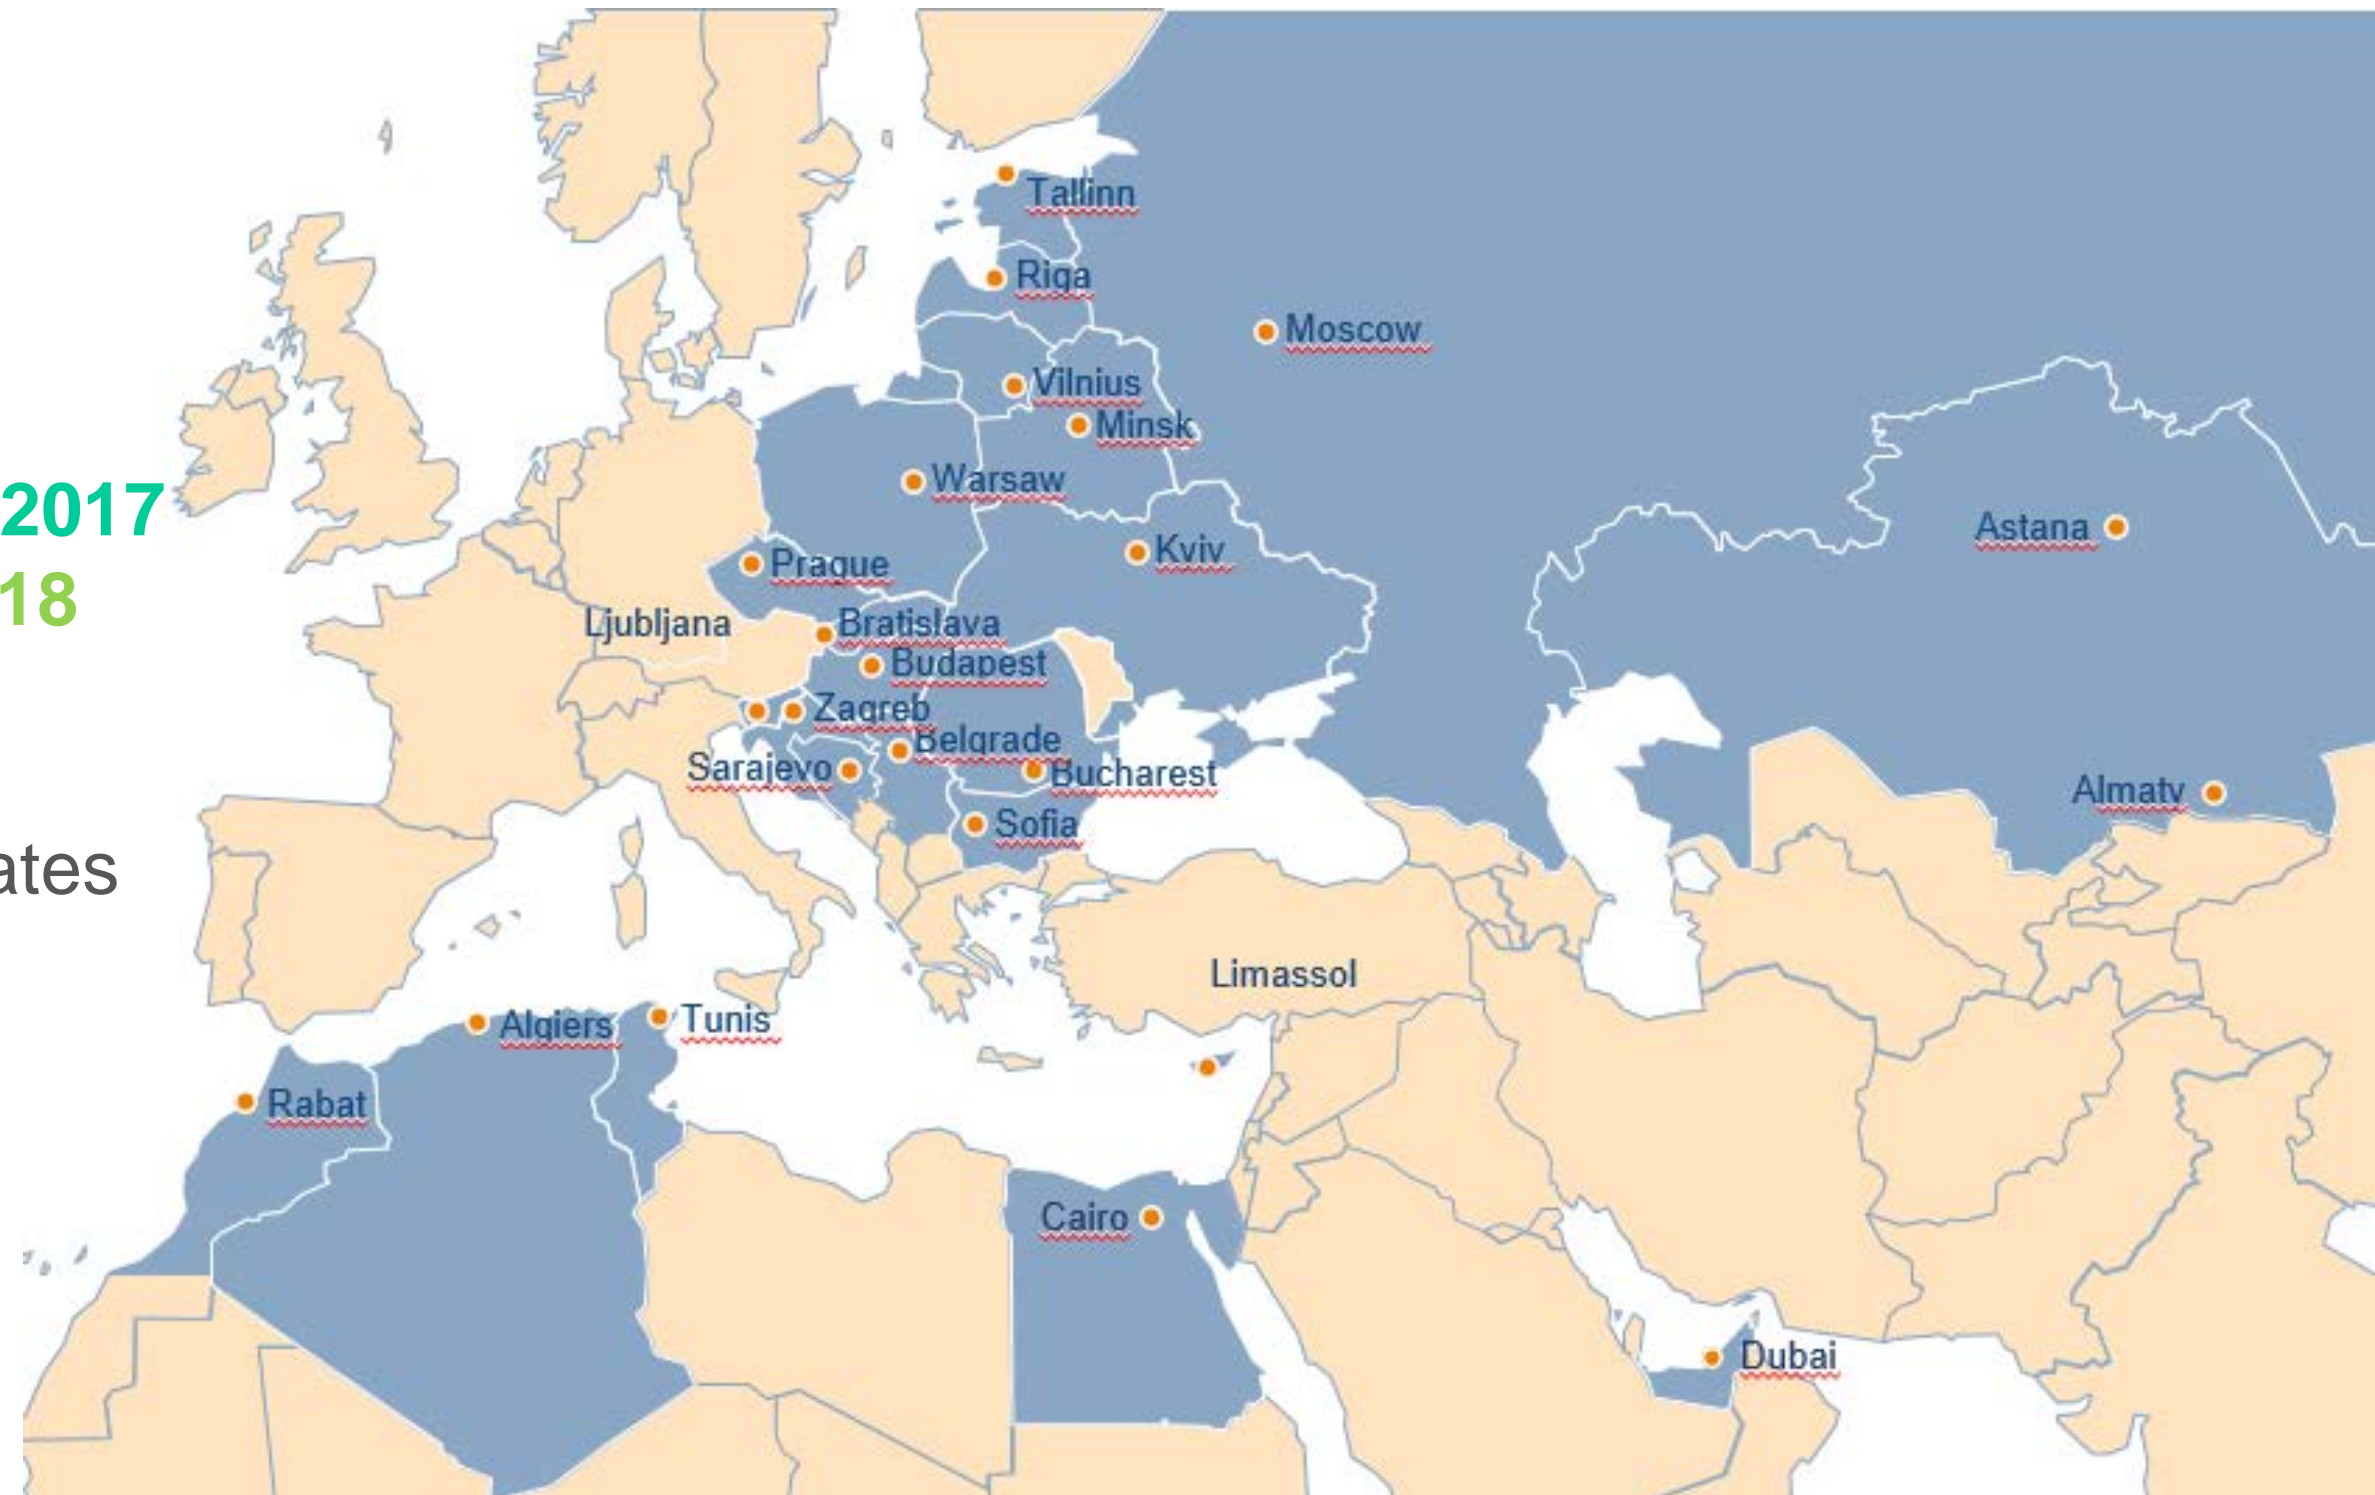 Tallinn
Riga
Moscow
Vilnius
Minsk
Warsaw
2017
Astana
Kyiv
Prague
18
Ljubljana
Bratislava
Budapest
Zagreb
Belgrade
Sarajevo
Bucharest
Almaty
Sofia
ates
Limassol
Algiers
Tunis
Rabat
Cairo
Dubai